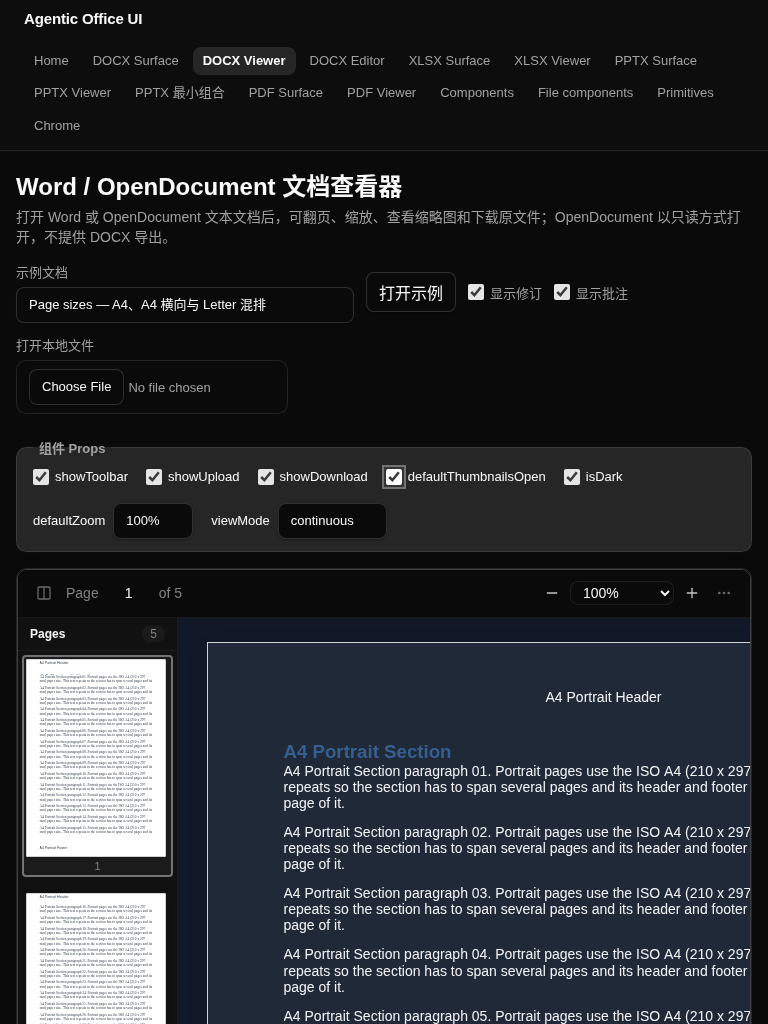 Agentic Office UI
Home DOCX Surface DOCX Viewer DOCX Editor XLSX Surface XLSX Viewer PPTX Surface
PPTX Viewer PPTX 最小组合 PDF Surface PDF Viewer Components File components Primitives
Chrome
Word / OpenDocument 文档查看器
打开 Word 或 OpenDocument 文本文档后，可翻页、缩放、查看缩略图和下载原文件；OpenDocument 以只读方式打
开，不提供 DOCX 导出。
示例文档
Page sizes — A4、A4 横向与 Letter 混排
打开示例 显示修订 显示批注
打开本地文件
Choose File No file chosen
组件 Props
showToolbar showUpload showDownload defaultThumbnailsOpen isDark
defaultZoom 100% viewMode continuous
Page 1 of 5 100%
Pages 5
A4 Portrait Header
A4 Portrait Footer
1
A4 Portrait Header
A4 Portrait Header
A4 Portrait Section
A4 Portrait Section paragraph 01. Portrait pages use the ISO A4 (210 x 297
repeats so the section has to span several pages and its header and footer
page of it.
A4 Portrait Section paragraph 02. Portrait pages use the ISO A4 (210 x 297
repeats so the section has to span several pages and its header and footer
page of it.
A4 Portrait Section paragraph 03. Portrait pages use the ISO A4 (210 x 297
repeats so the section has to span several pages and its header and footer
page of it.
A4 Portrait Section paragraph 04. Portrait pages use the ISO A4 (210 x 297
repeats so the section has to span several pages and its header and footer
page of it.
A4 Portrait Section paragraph 05. Portrait pages use the ISO A4 (210 x 297